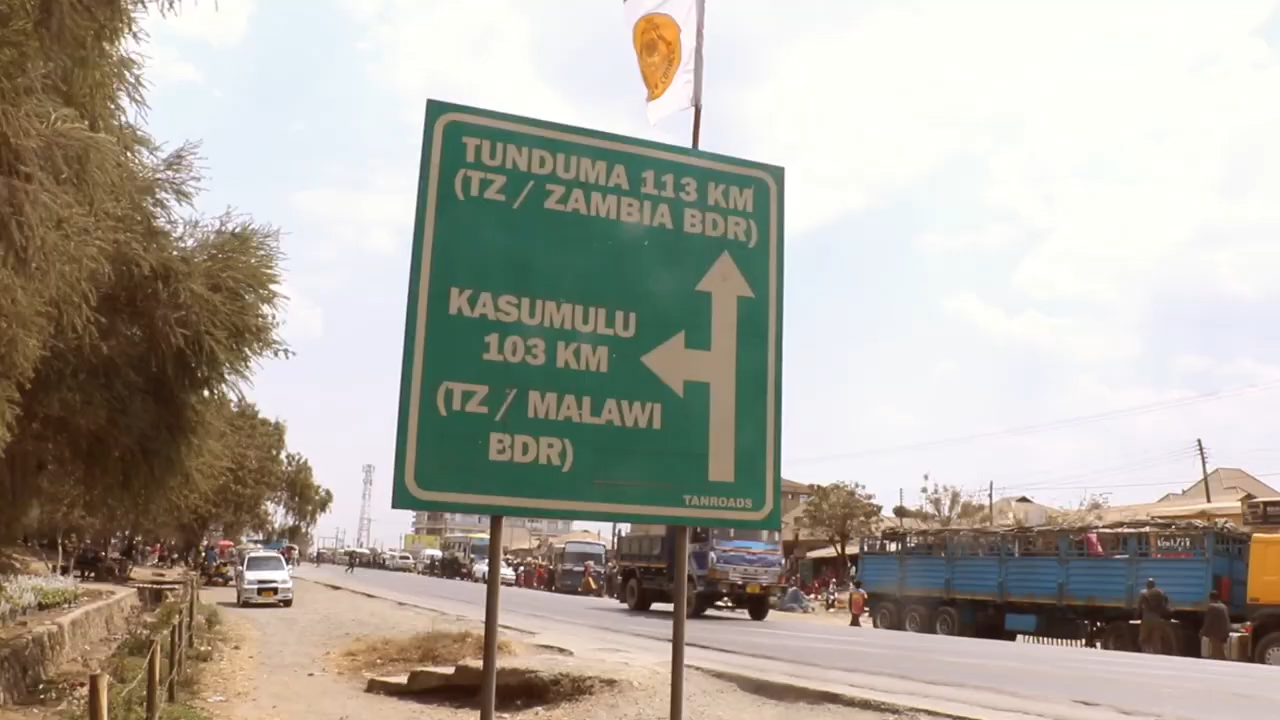 TUNDUMA 113 KM
(TZ / ZAMBIA BDR)
KASUMULU
103 KM
(TZ / MALAWI
BDR)
TANROADS